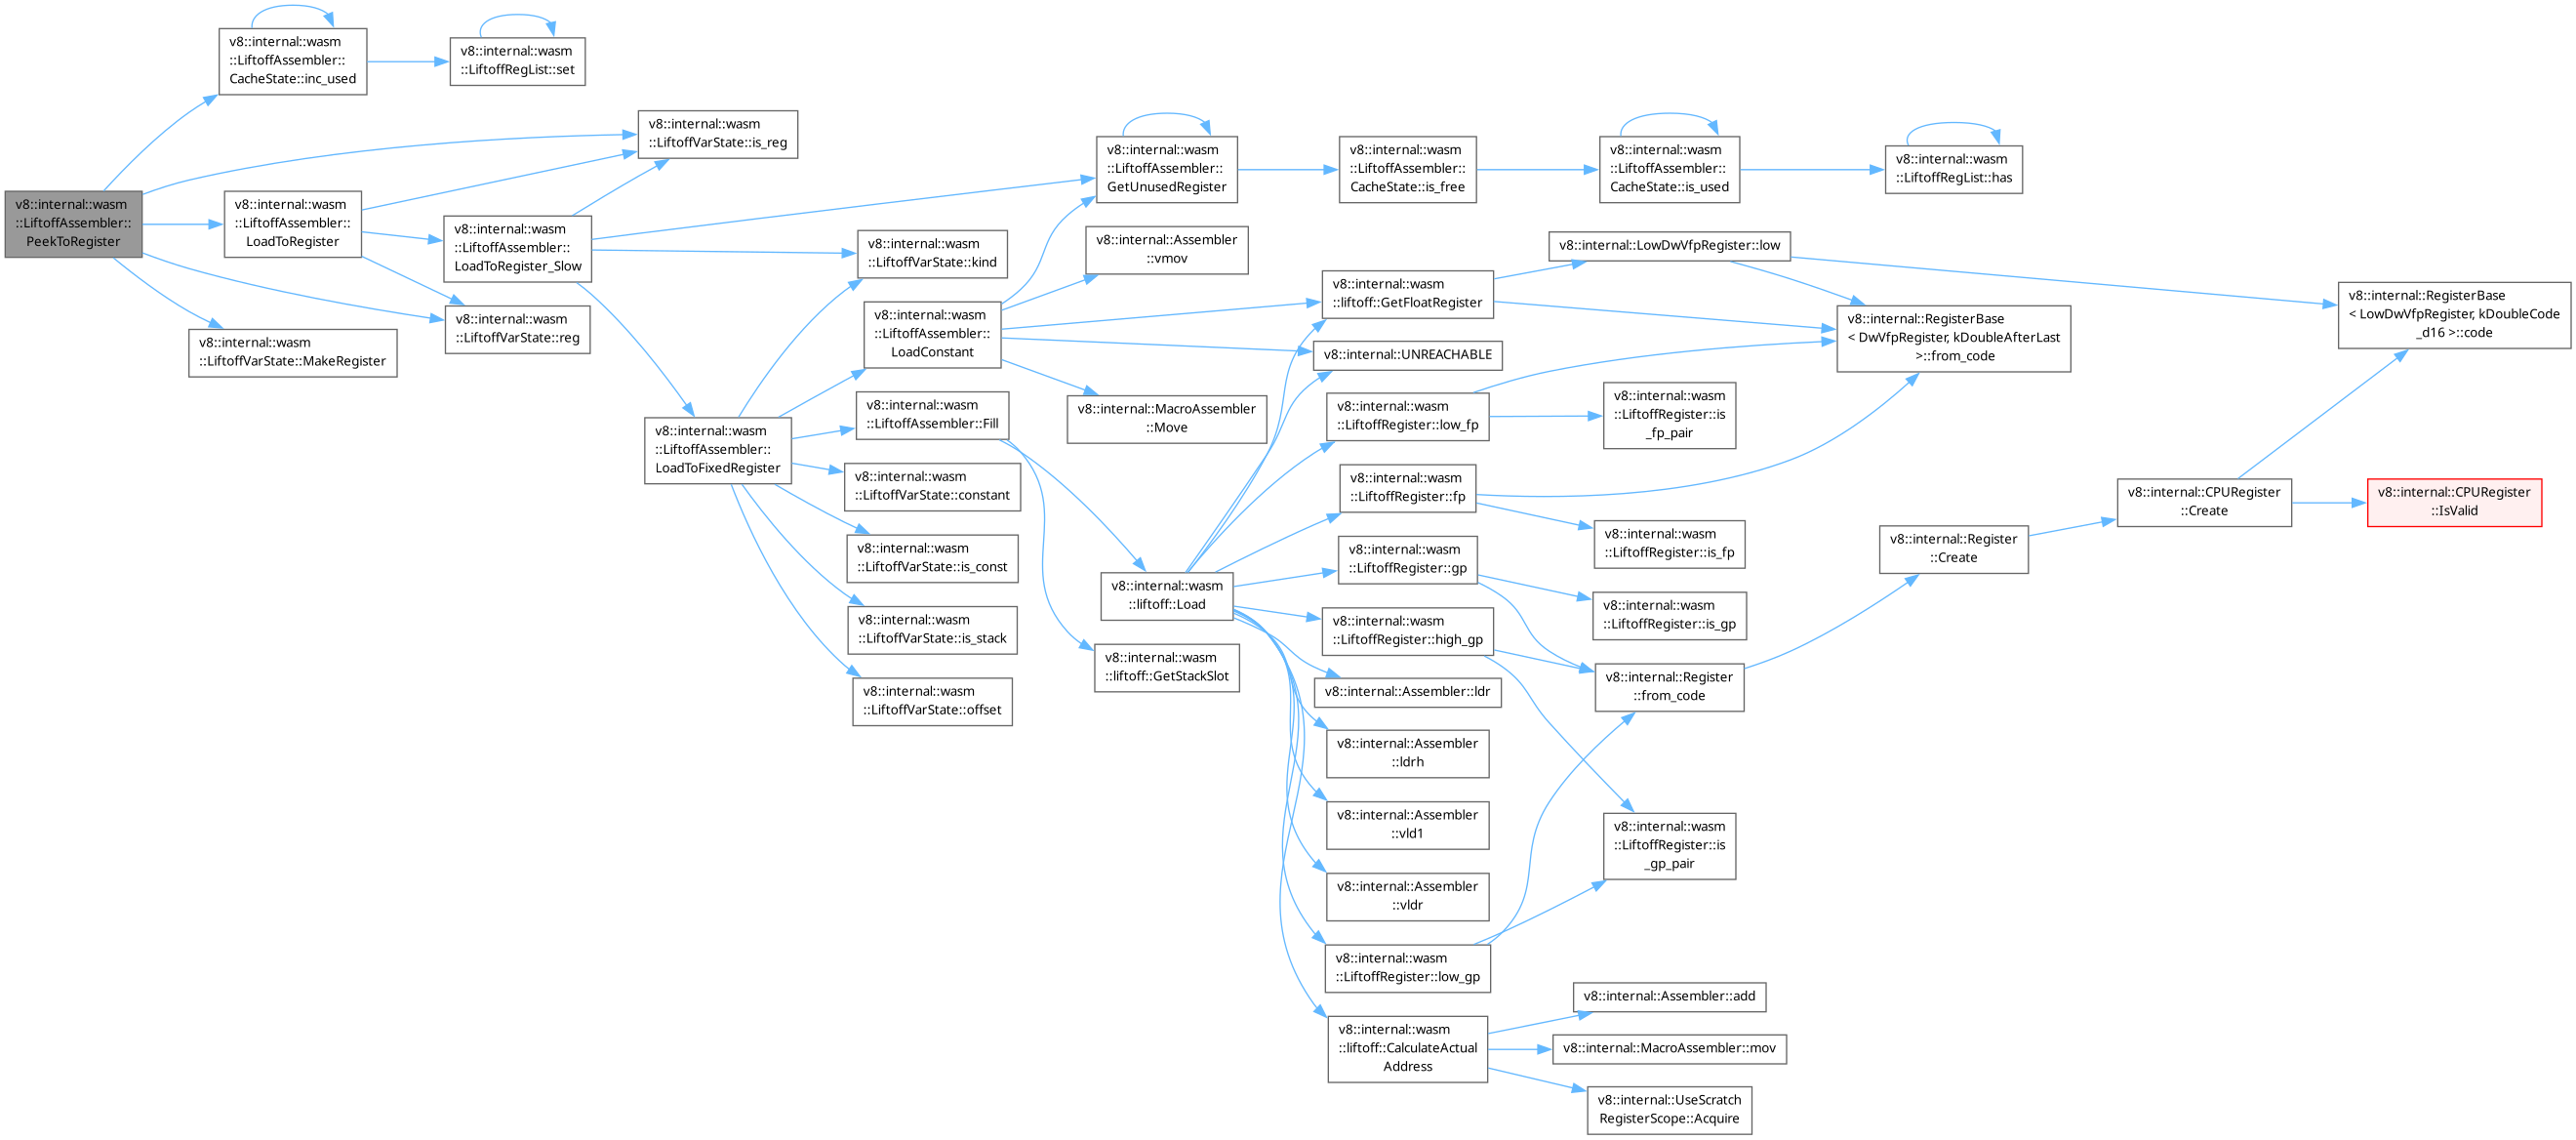 v8::internal::wasm
::LiftoffAssembler::
PeekToRegister
v8::internal::wasm
::LiftoffAssembler::
CacheState::inc_used
v8::internal::wasm
::LiftoffRegList::set
v8::internal::wasm
::LiftoffVarState::is_reg
v8::internal::wasm
::LiftoffAssembler::
LoadToRegister
v8::internal::wasm
::LiftoffAssembler::
LoadToRegister_Slow
v8::internal::wasm
::LiftoffVarState::reg
v8::internal::wasm
::LiftoffVarState::MakeRegister
v8::internal::wasm
::LiftoffAssembler::
LoadToFixedRegister
v8::internal::wasm
::LiftoffVarState::kind
v8::internal::wasm
::LiftoffAssembler::
LoadConstant
v8::internal::wasm
::LiftoffAssembler::Fill
v8::internal::wasm
::LiftoffVarState::constant
v8::internal::wasm
::LiftoffVarState::is_const
v8::internal::wasm
::LiftoffVarState::is_stack
v8::internal::wasm
::LiftoffVarState::offset
v8::internal::wasm
::LiftoffAssembler::
GetUnusedRegister
v8::internal::Assembler
::vmov
v8::internal::MacroAssembler
::Move
v8::internal::wasm
::liftoff::Load
v8::internal::wasm
::liftoff::GetStackSlot
v8::internal::wasm
::LiftoffAssembler::
CacheState::is_free
v8::internal::wasm
::LiftoffAssembler::
CacheState::is_used
v8::internal::wasm
::LiftoffRegList::has
v8::internal::wasm
::liftoff::GetFloatRegister
v8::internal::UNREACHABLE
v8::internal::wasm
::LiftoffRegister::low_fp
v8::internal::wasm
::LiftoffRegister::fp
v8::internal::wasm
::LiftoffRegister::gp
v8::internal::wasm
::LiftoffRegister::high_gp
v8::internal::Assembler::ldr
v8::internal::Assembler
::ldrh
v8::internal::Assembler
::vld1
v8::internal::Assembler
::vldr
v8::internal::wasm
::LiftoffRegister::low_gp
v8::internal::wasm
::liftoff::CalculateActual
Address
v8::internal::LowDwVfpRegister::low
v8::internal::RegisterBase
< DwVfpRegister, kDoubleAfterLast
>::from_code
v8::internal::wasm
::LiftoffRegister::is
_fp_pair
v8::internal::wasm
::LiftoffRegister::is_fp
v8::internal::wasm
::LiftoffRegister::is_gp
v8::internal::Register
::from_code
v8::internal::wasm
::LiftoffRegister::is
_gp_pair
v8::internal::Assembler::add
v8::internal::MacroAssembler::mov
v8::internal::UseScratch
RegisterScope::Acquire
v8::internal::Register
::Create
v8::internal::CPURegister
::Create
v8::internal::RegisterBase
< LowDwVfpRegister, kDoubleCode
_d16 >::code
v8::internal::CPURegister
::IsValid